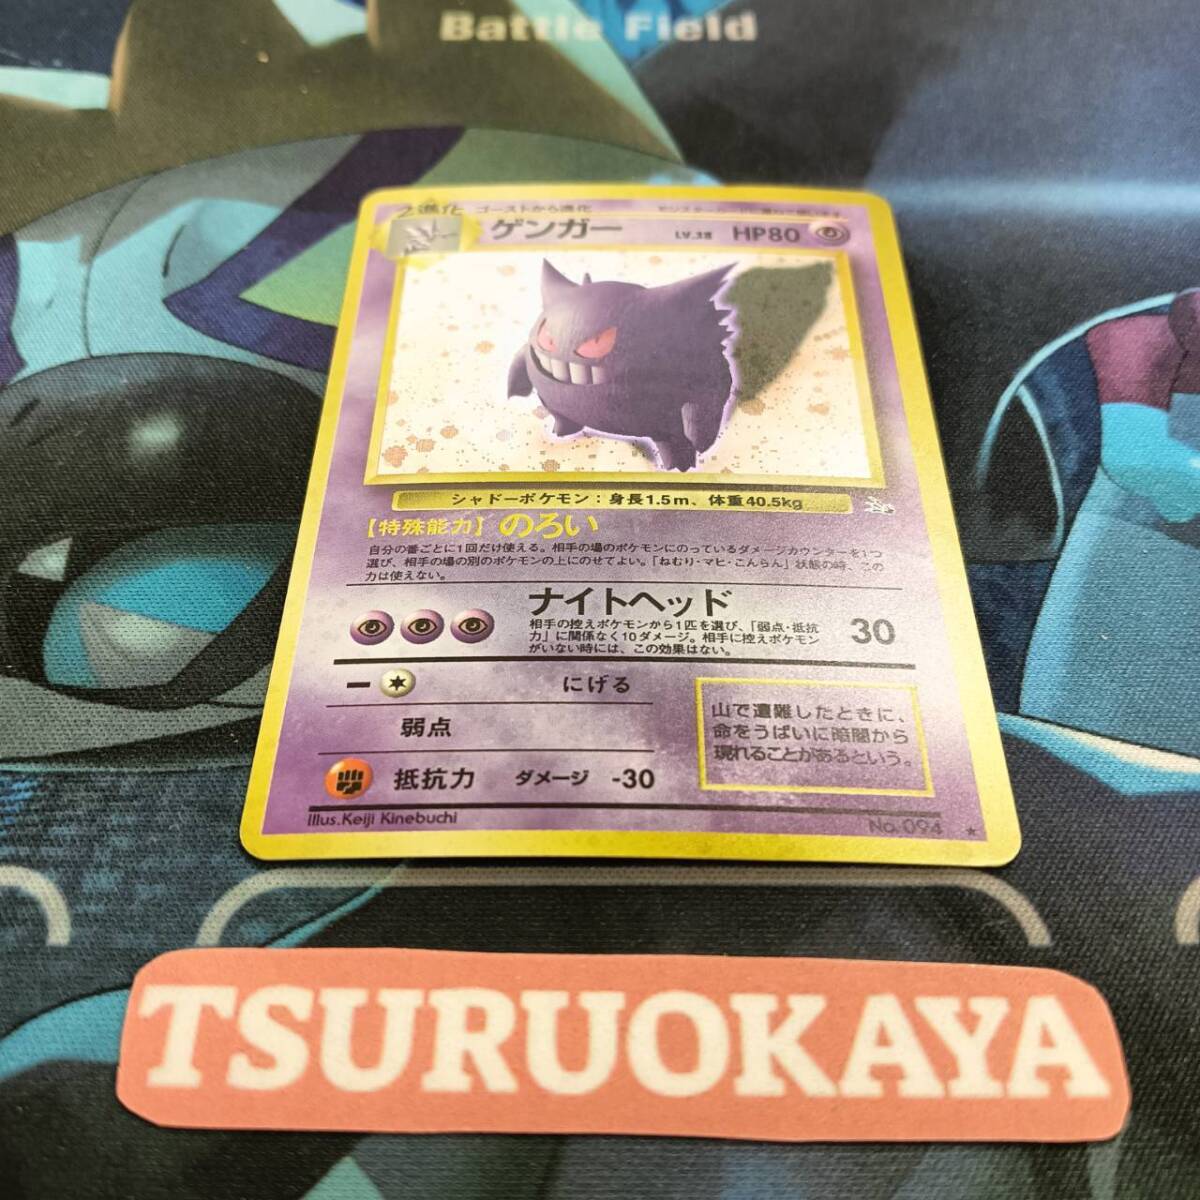 Battle Field
2進化 ゴーストから進化
ゲンガー LV.38 HP80
シャドーポケモン：身長1.5m、体重40.5kg
【特殊能力】 のろい
自分の番ごとに1回だけ使える。相手の場のポケモンにのっているダメージカウンターを1つ
選び、相手の場の別のポケモンの上にのせてよい。「ねむり・マヒ・こんらん」状態の時、この
力は使えない。
ナイトヘッド
相手の控えポケモンから1匹を選び、「弱点・抵抗
力」に関係なく10ダメージ。相手に控えポケモン
がいない時には、この効果はない。
30
にげる
弱点
抵抗力 ダメージ -30
山で遭難したときに、
命をうばいに暗闇から
現れることがあるという。
Illus.Keiji Kinebuchi
No.094
TSURUOKAYA